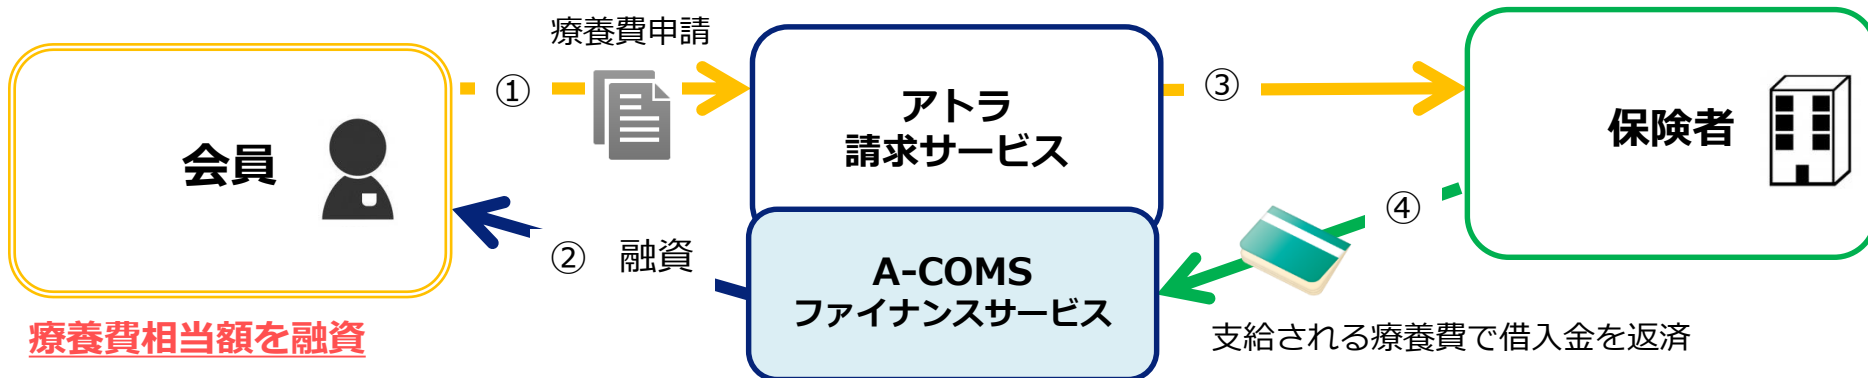 療養費申請
①
③
会員
アトラ
請求サービス
保険者
② 融資
④
A-COMS
ファイナンスサービス
療養費相当額を融資
支給される療養費で借入金を返済